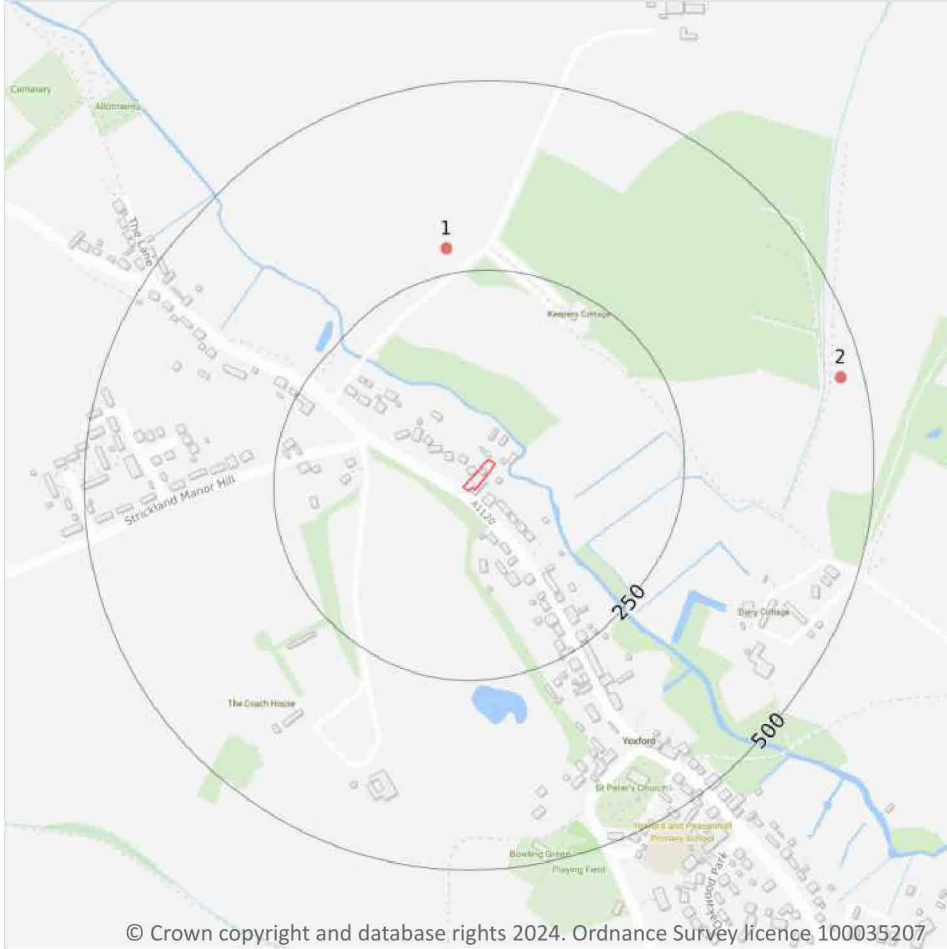 Cemetery
Allotments
The Lane
1
Keepers Cottage
2
Strickland Manor Hill
A1120
250
Dairy Cottage
The Coach House
500
Yoxford
St Peter's Church
Yoxford and Peasenhall
Primary School
Bowling Green
Playing Field
Oakwood Park
© Crown copyright and database rights 2024. Ordnance Survey licence 100035207